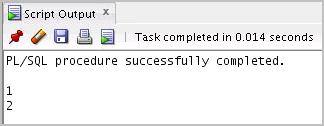 Script Output x
Task completed in 0.014 seconds
PL/SQL procedure successfully completed.
1
2